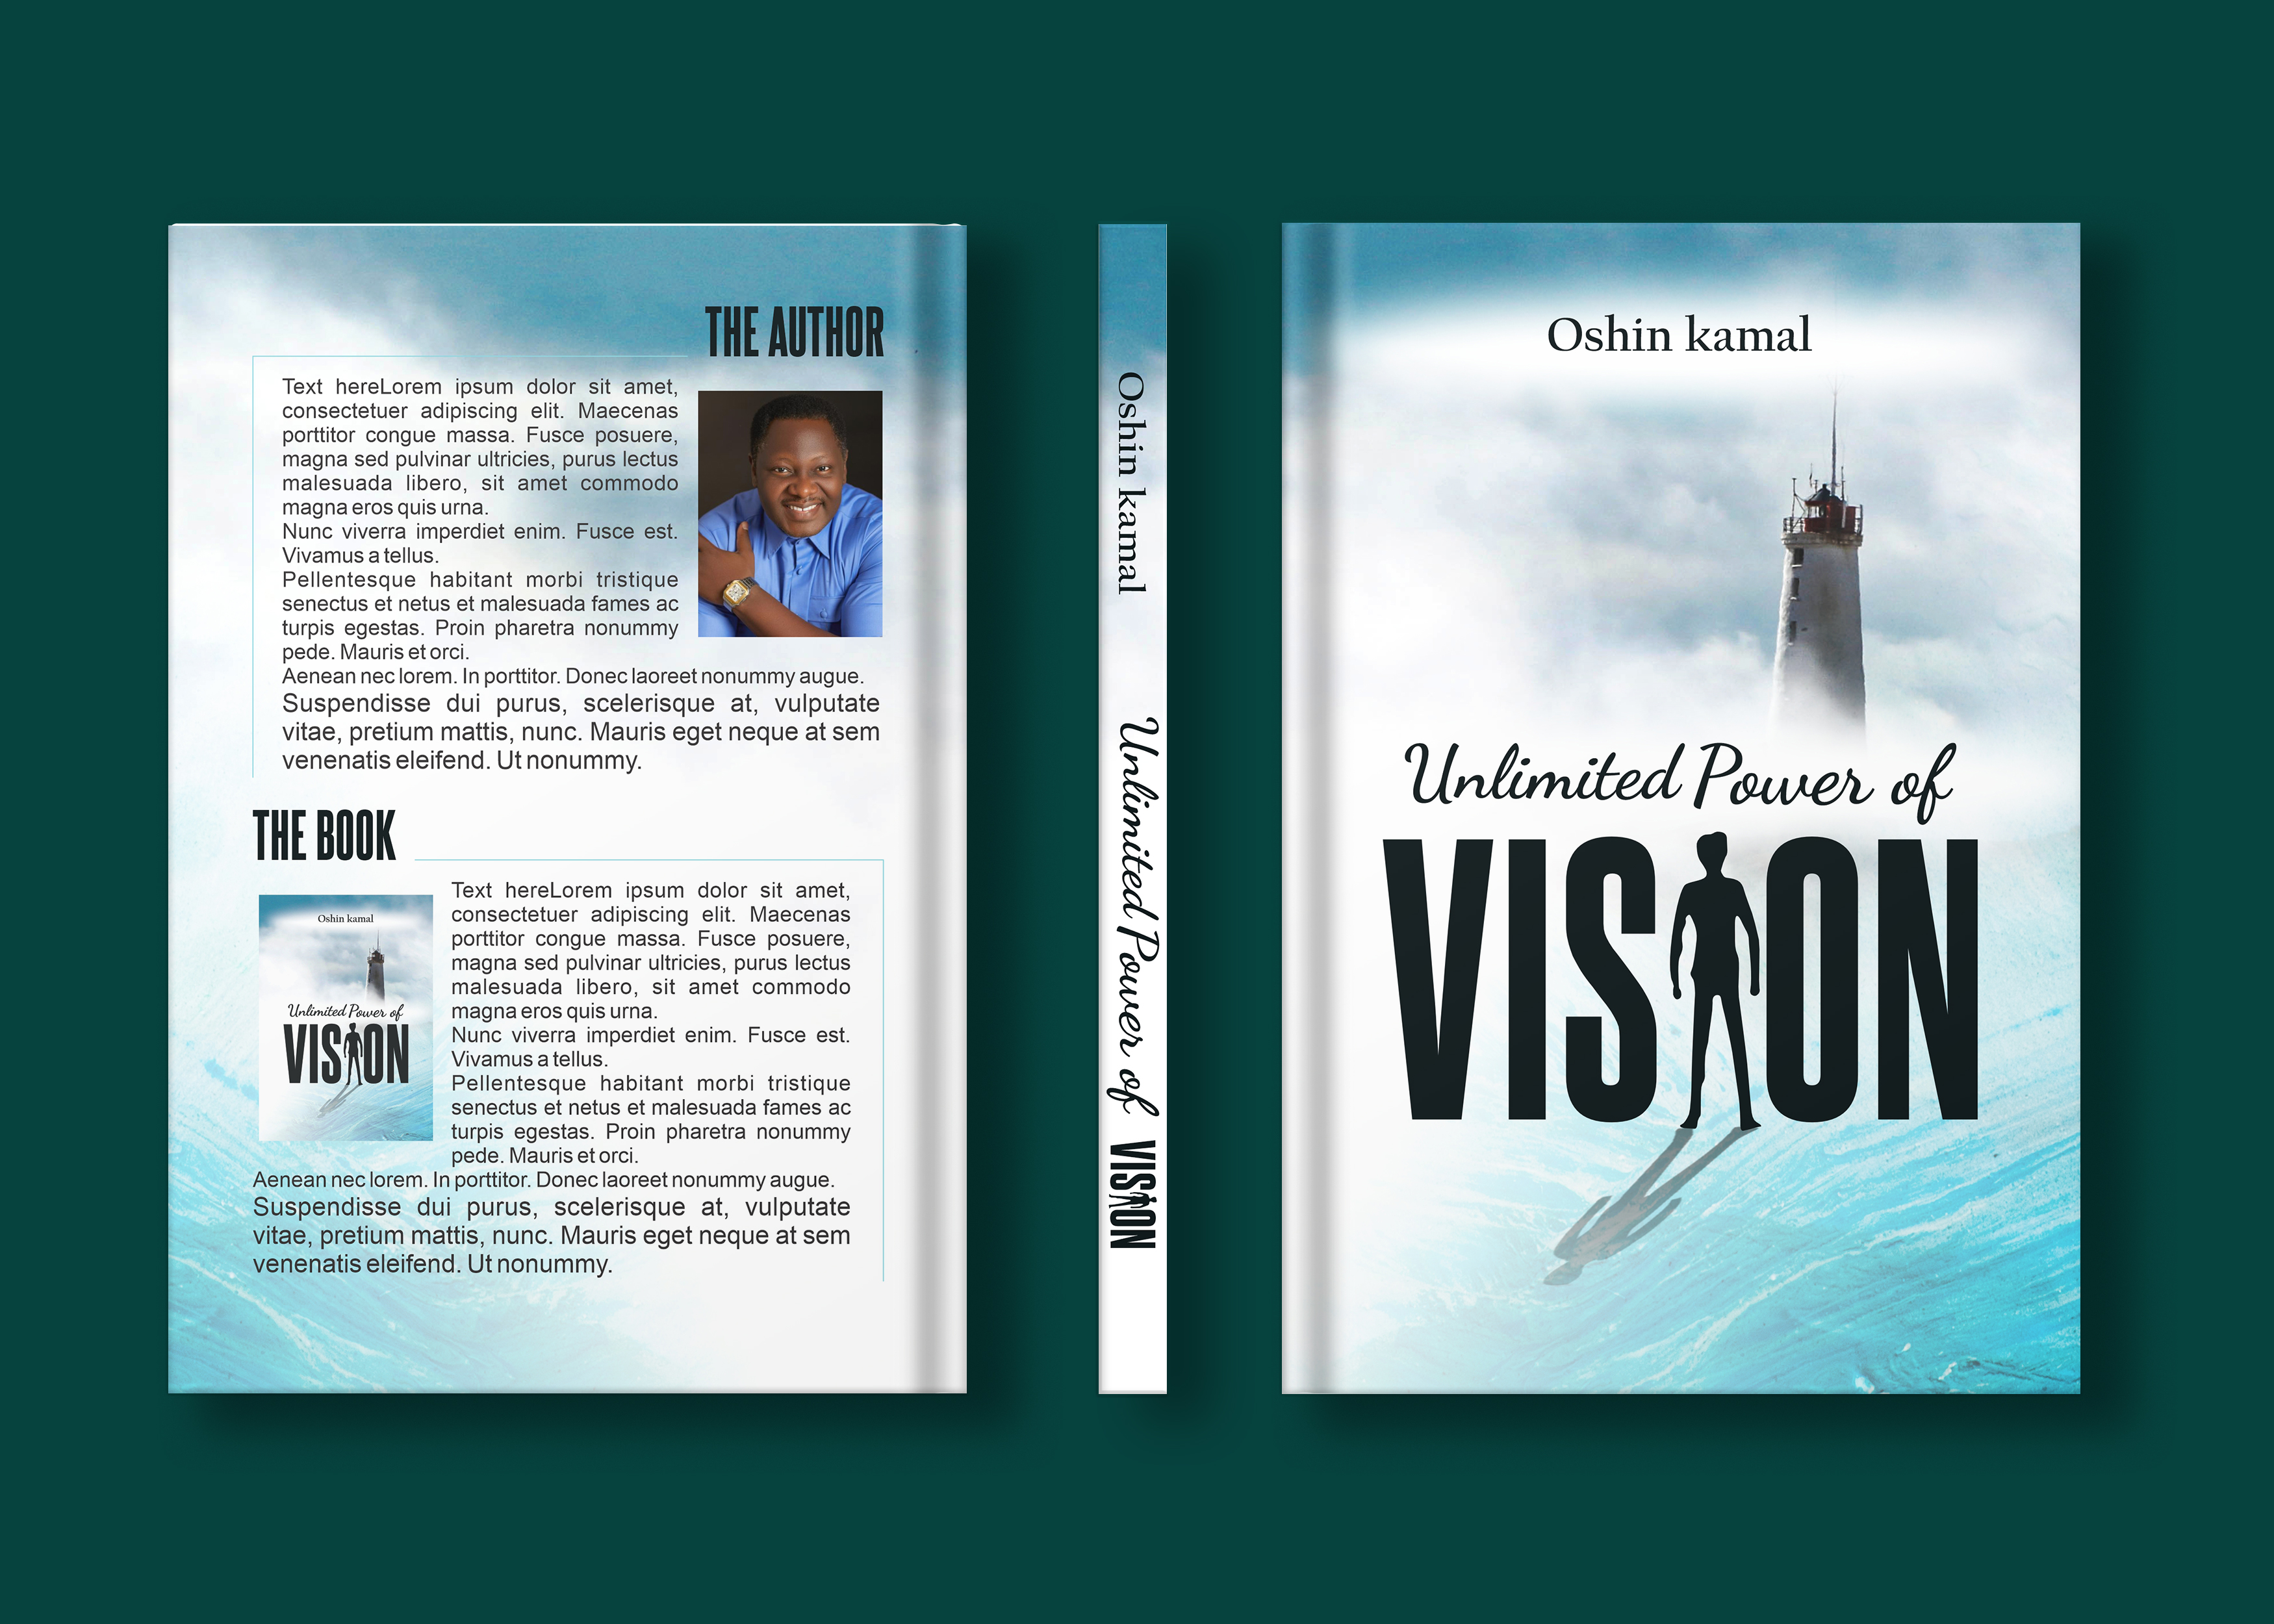 THE AUTHOR
Text hereLorem ipsum dolor sit amet,
consectetuer adipiscing elit. Maecenas
porttitor congue massa. Fusce posuere,
magna sed pulvinar ultricies, purus lectus
malesuada libero, sit amet commodo
magna eros quis urna.
Nunc viverra imperdiet enim. Fusce est.
Vivamus a tellus.
Pellentesque habitant morbi tristique
senectus et netus et malesuada fames ac
turpis egestas. Proin pharetra nonummy
pede. Mauris et orci.
Aenean nec lorem. In porttitor. Donec laoreet nonummy augue.
Suspendisse dui purus, scelerisque at, vulputate
vitae, pretium mattis, nunc. Mauris eget neque at sem
venenatis eleifend. Ut nonummy.
THE BOOK
Oshin kamal
Unlimited Power of
VISION
Text hereLorem ipsum dolor sit amet,
consectetuer adipiscing elit. Maecenas
porttitor congue massa. Fusce posuere,
magna sed pulvinar ultricies, purus lectus
malesuada libero, sit amet commodo
magna eros quis urna.
Nunc viverra imperdiet enim. Fusce est.
Vivamus a tellus.
Pellentesque habitant morbi tristique
senectus et netus et malesuada fames ac
turpis egestas. Proin pharetra nonummy
pede. Mauris et orci.
Aenean nec lorem. In porttitor. Donec laoreet nonummy augue.
Suspendisse dui purus, scelerisque at, vulputate
vitae, pretium mattis, nunc. Mauris eget neque at sem
venenatis eleifend. Ut nonummy.
Oshin kamal Unlimited Power of VISION
Oshin kamal
Unlimited Power of
VISION